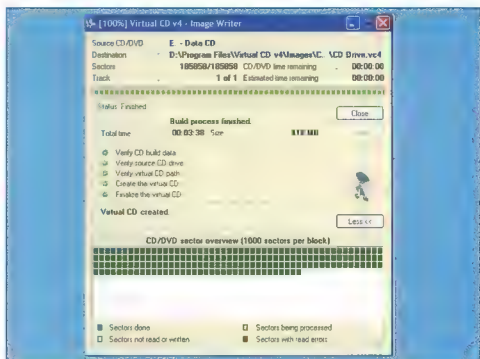 [100%] Virtual CD v4 - Image Writer
Source CD/DVD E - Data CD
Destination D:\Program Files\Virtual CD v4\Images\C. \CD Drive.vc4
Sectors 185858/185858 CD/DVD time remaining 00:00:00
Track 1 of 1 Estimated time remaining 00:00:00
Status Finished
Close
Build process finished.
Total time 00:03:38 Size
Verify CD build data
Verify source CD drive
Verify virtual CD path
Create the virtual CD
Finalize the virtual CD
Virtual CD created.
Less <<
CD/DVD sector overview (1000 sectors per block)
Sectors done Sectors being processed
Sectors not read or written Sectors with read errors